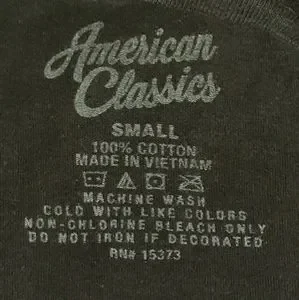 American
Classics
SMALL
100% COTTON
MADE IN VIETNAM
MACHINE WASH
COLD WITH LIKE COLORS
NON-CHLORINE BLEACH ONLY
DO NOT IRON IF DECORATED
RN# 15373